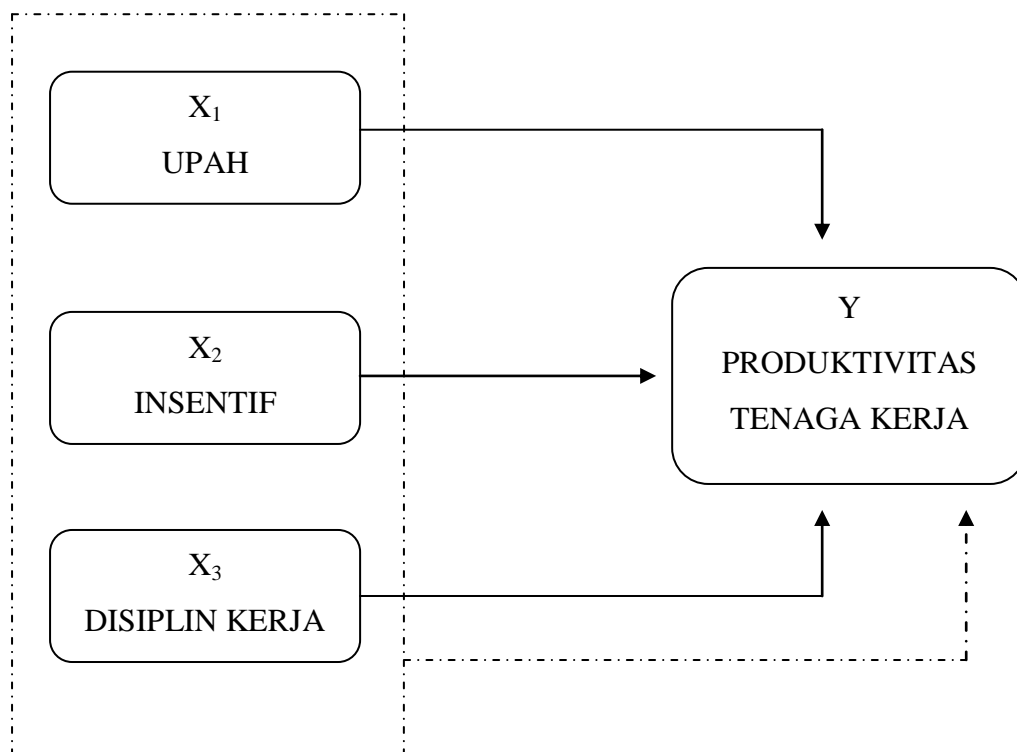 X₁
UPAH
X₂
INSENTIF
X₃
DISIPLIN KERJA
Y
PRODUKTIVITAS
TENAGA KERJA